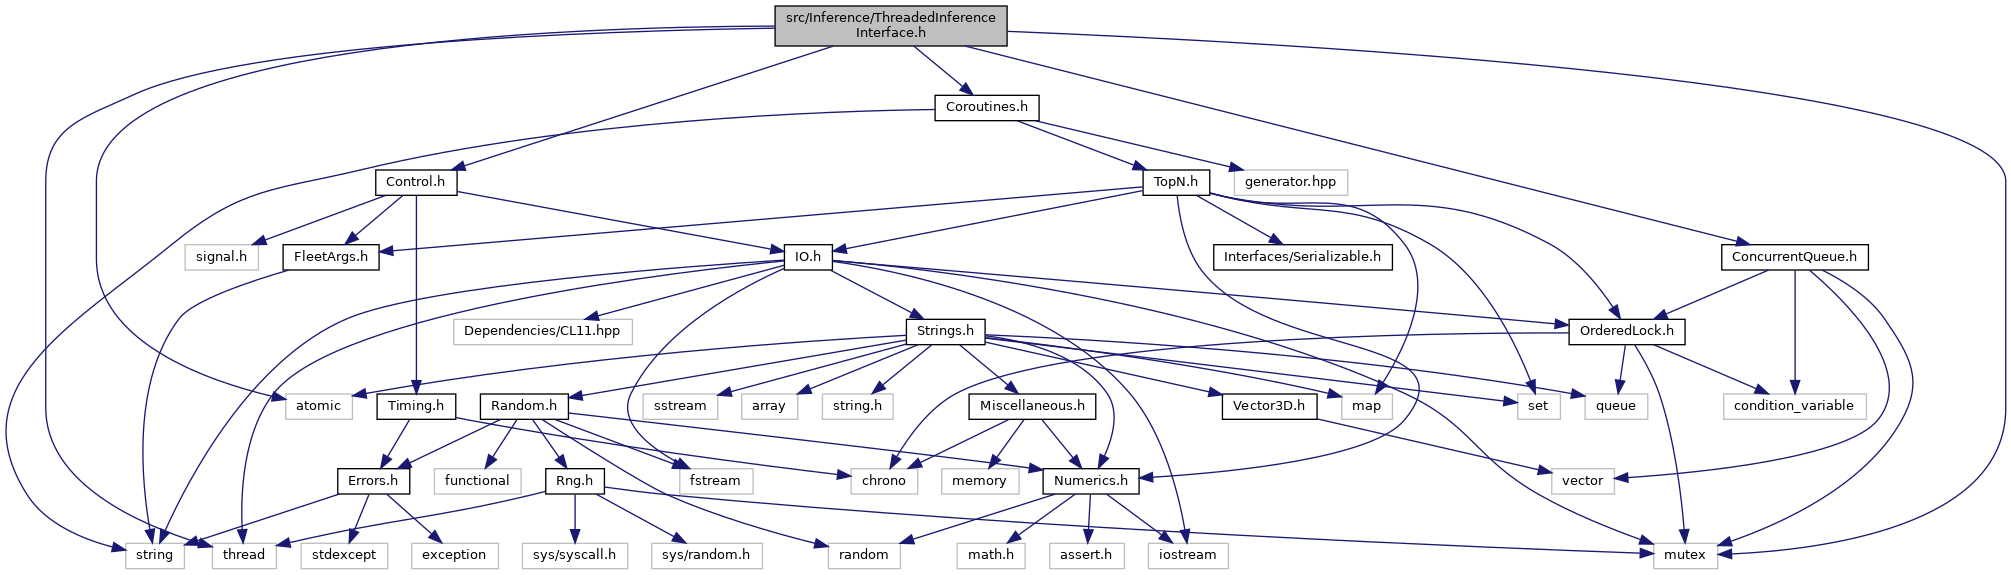 src/Inference/ThreadedInference
Interface.h
Coroutines.h
Control.h
TopN.h
generator.hpp
signal.h
FleetArgs.h
IO.h
Interfaces/Serializable.h
ConcurrentQueue.h
Dependencies/CL11.hpp
Strings.h
OrderedLock.h
atomic
Timing.h
Random.h
sstream
array
string.h
Miscellaneous.h
Vector3D.h
map
set
queue
condition_variable
Errors.h
functional
Rng.h
fstream
chrono
memory
Numerics.h
vector
string
thread
stdexcept
exception
sys/syscall.h
sys/random.h
random
math.h
assert.h
iostream
mutex